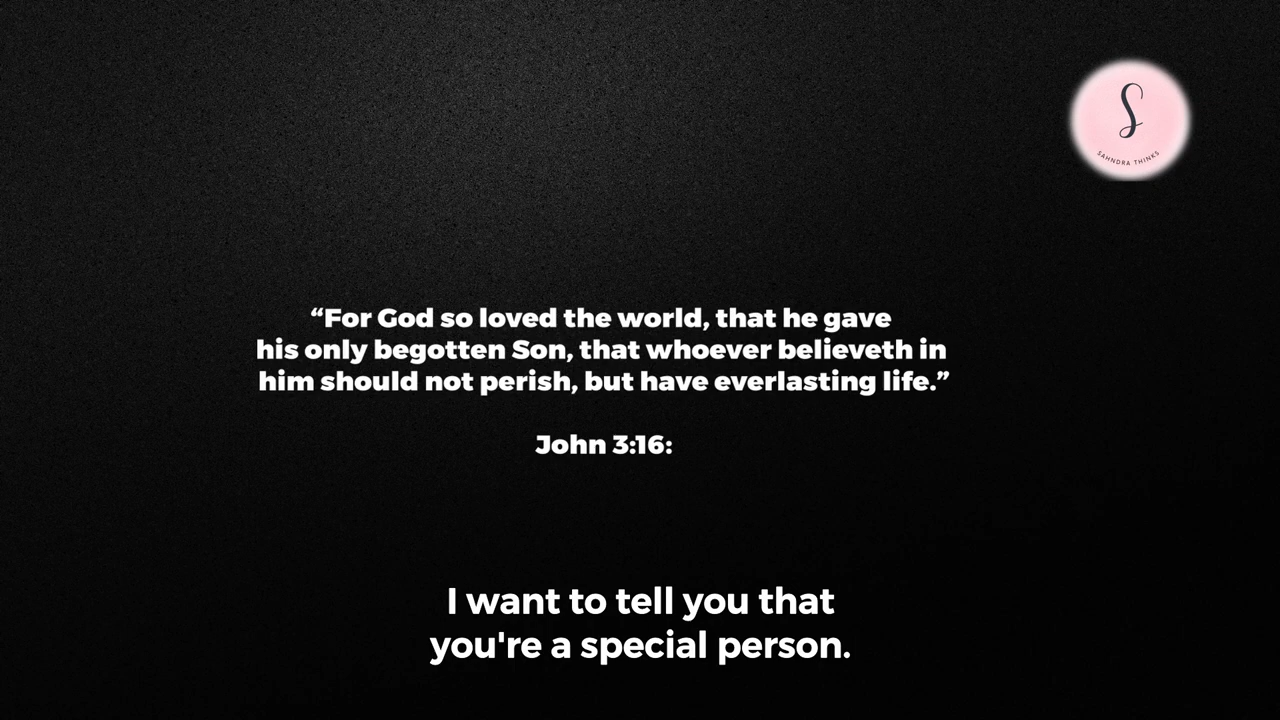 S
SAHNDRA THINKS
“For God so loved the world, that he gave
his only begotten Son, that whoever believeth in
him should not perish, but have everlasting life.”
John 3:16:
I want to tell you that
you're a special person.